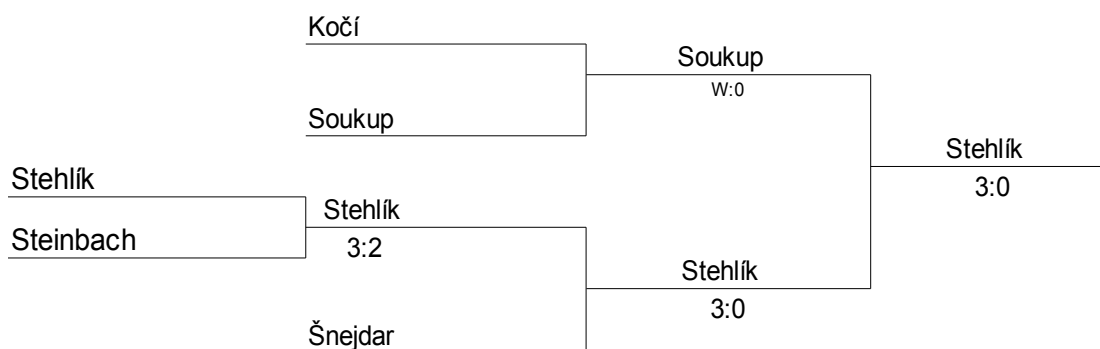 Kočí
Soukup
W:0
Soukup
Stehlík
3:0
Stehlík
Stehlík
3:2
Steinbach
Stehlík
3:0
Šnejdar